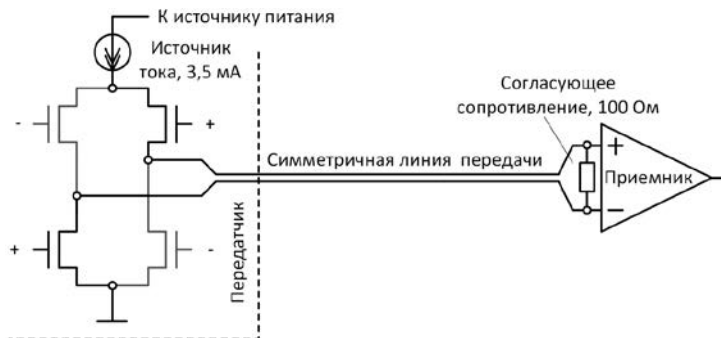 К источнику питания
Источник
тока, 3,5 мА
Согласующее
сопротивление, 100 Ом
- +
Симметричная линия передачи
+
Приемник
-
+ -
Передатчик